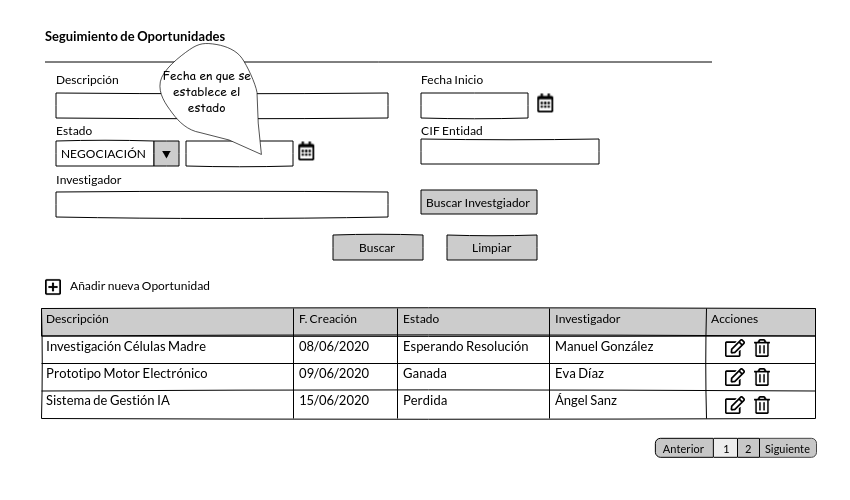 Seguimiento de Oportunidades
Fecha en que se
establece el
estado
Descripción
Fecha Inicio
Estado
CIF Entidad
NEGOCIACIÓN
Investigador
Buscar Investgiador
Buscar
Limpiar
Añadir nueva Oportunidad
Descripción F. Creación Estado Investigador Acciones
Investigación Células Madre 08/06/2020 Esperando Resolución Manuel González
Prototipo Motor Electrónico 09/06/2020 Ganada Eva Díaz
Sistema de Gestión IA 15/06/2020 Perdida Ángel Sanz
Anterior 1 2 Siguiente